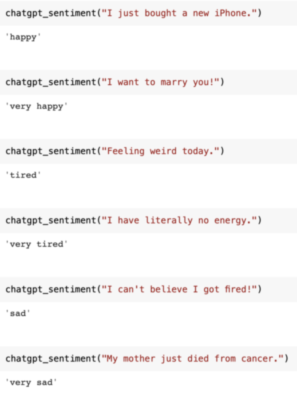 chatgpt_sentiment("I just bought a new iPhone.")
'happy'
chatgpt_sentiment("I want to marry you!")
'very happy'
chatgpt_sentiment("Feeling weird today.")
'tired'
chatgpt_sentiment("I have literally no energy.")
'very tired'
chatgpt_sentiment("I can't believe I got fired!")
'sad'
chatgpt_sentiment("My mother just died from cancer.")
'very sad'